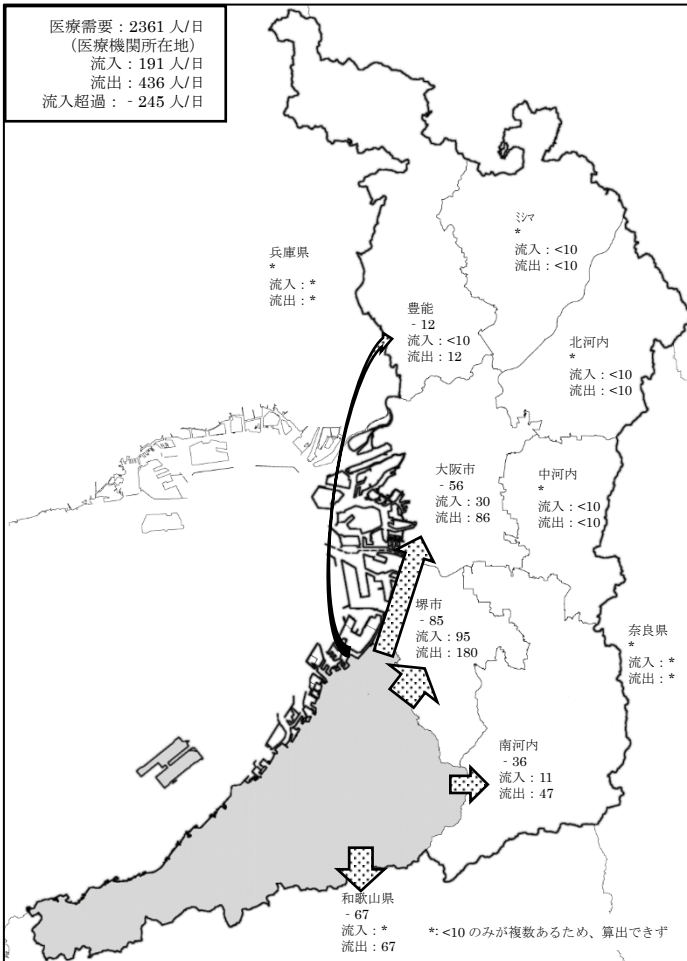 医療需要：2361 人/日
（医療機関所在地）
流入：191 人/日
流出：436 人/日
流入超過：‐245 人/日
ﾐｼﾏ
*
流入：<10
流出：<10
兵庫県
*
流入：*
流出：*
豊能
‐12
流入：<10
流出：12
北河内
*
流入：<10
流出：<10
大阪市
‐56
流入：30
流出：86
中河内
*
流入：<10
流出：<10
堺市
‐85
流入：95
流出：180
奈良県
*
流入：*
流出：*
南河内
‐36
流入：11
流出：47
和歌山県
‐67
流入：*
流出：67
*: <10 のみが複数あるため、算出できず